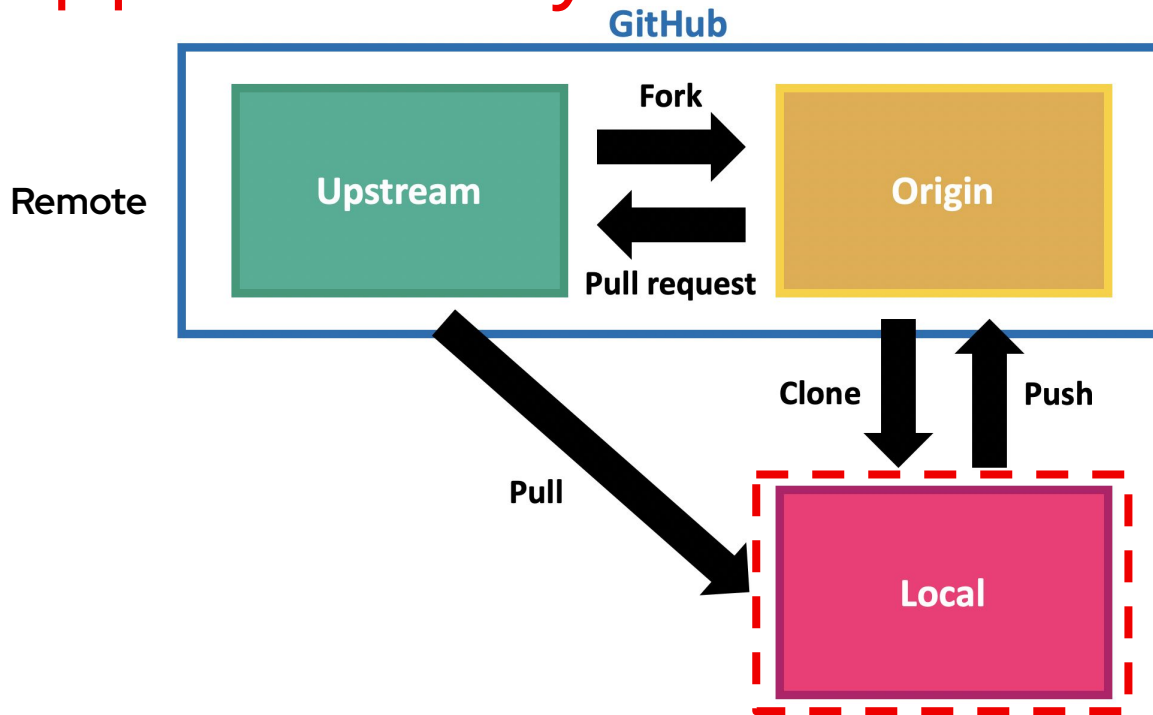 GitHub
Fork
Remote
Upstream
Origin
Pull request
Clone
Push
Pull
Local